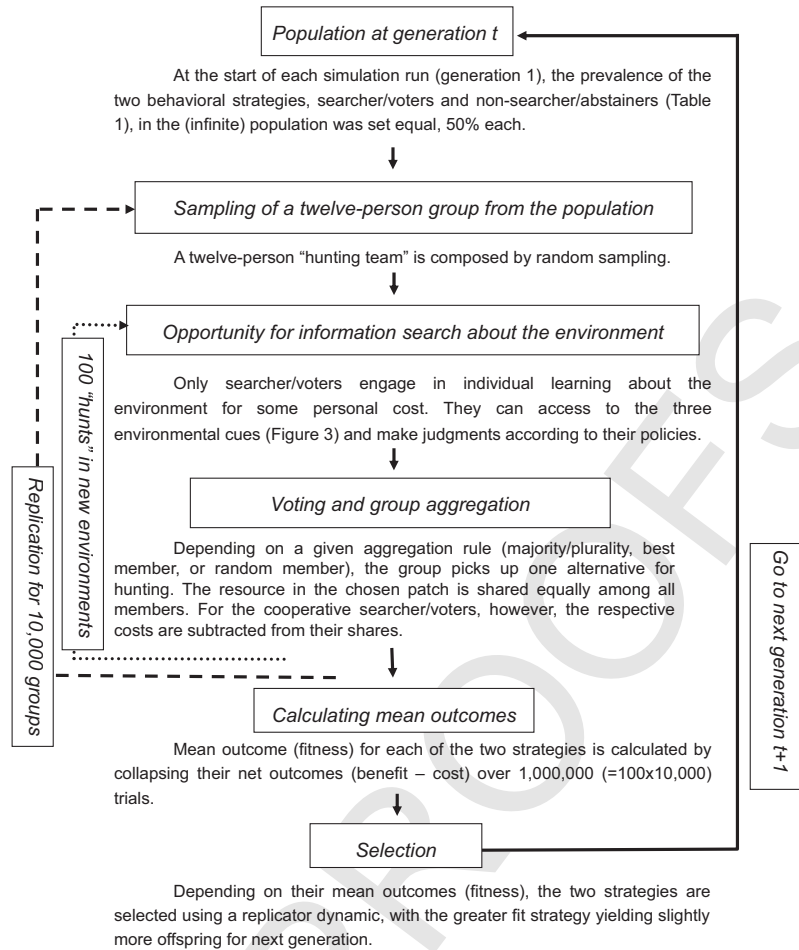 Population at generation t
At the start of each simulation run (generation 1), the prevalence of the
two behavioral strategies, searcher/voters and non-searcher/abstainers (Table
1), in the (infinite) population was set equal, 50% each.
Sampling of a twelve-person group from the population
A twelve-person “hunting team” is composed by random sampling.
Opportunity for information search about the environment
Only searcher/voters engage in individual learning about the
environment for some personal cost. They can access to the three
environmental cues (Figure 3) and make judgments according to their policies.
Voting and group aggregation
Depending on a given aggregation rule (majority/plurality, best
member, or random member), the group picks up one alternative for
hunting. The resource in the chosen patch is shared equally among all
members. For the cooperative searcher/voters, however, the respective
costs are subtracted from their shares.
Calculating mean outcomes
Mean outcome (fitness) for each of the two strategies is calculated by
collapsing their net outcomes (benefit – cost) over 1,000,000 (=100x10,000)
trials.
Selection
Depending on their mean outcomes (fitness), the two strategies are
selected using a replicator dynamic, with the greater fit strategy yielding slightly
more offspring for next generation.
100 “hunts” in new environments
Replication for 10,000 groups
Go to next generation t+1
PROOFS